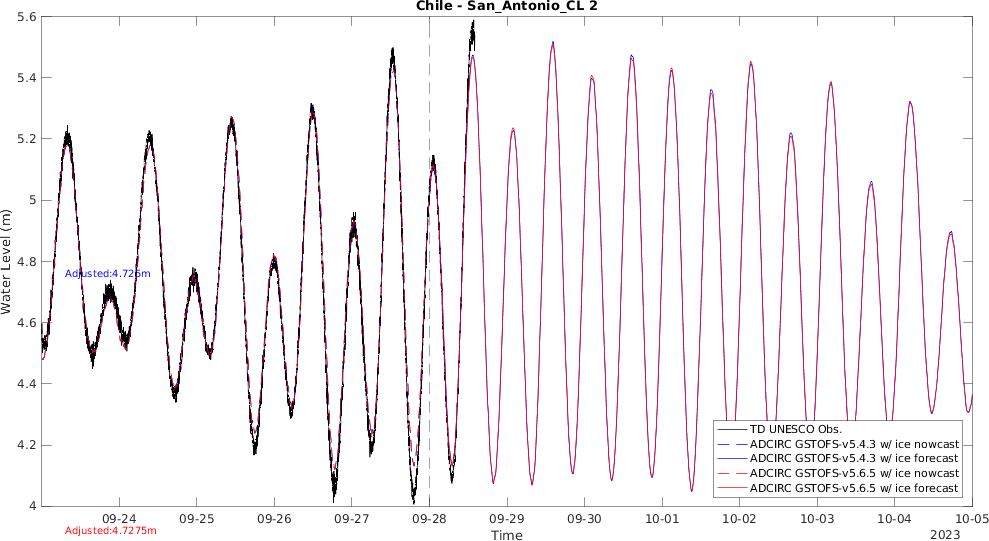 Chile - San_Antonio_CL 2
5.6
5.4
5.2
5
4.8
4.6
4.4
4.2
4
Water Level (m)
Adjusted:4.726m
Adjusted:4.7275m
TD UNESCO Obs.
ADCIRC GSTOFS-v5.4.3 w/ ice nowcast
ADCIRC GSTOFS-v5.4.3 w/ ice forecast
ADCIRC GSTOFS-v5.6.5 w/ ice nowcast
ADCIRC GSTOFS-v5.6.5 w/ ice forecast
09-24 09-25 09-26 09-27 09-28 09-29 09-30 10-01 10-02 10-03 10-04 10-05
Time
2023